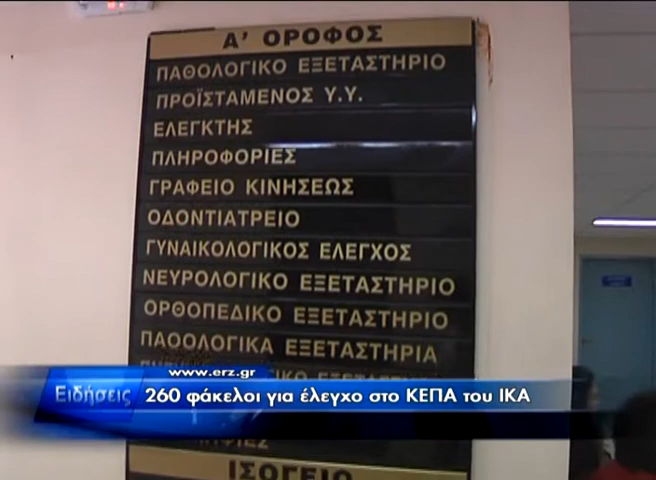 Α' ΟΡΟΦΟΣ
ΠΑΘΟΛΟΓΙΚΟ ΕΞΕΤΑΣΤΗΡΙΟ
ΠΡΟΪΣΤΑΜΕΝΟΣ Υ.Υ.
ΕΛΕΓΚΤΗΣ
ΠΛΗΡΟΦΟΡΙΕΣ
ΓΡΑΦΕΙΟ ΚΙΝΗΣΕΩΣ
ΟΔΟΝΤΙΑΤΡΕΙΟ
ΓΥΝΑΙΚΟΛΟΓΙΚΟΣ ΕΛΕΓΧΟΣ
ΝΕΥΡΟΛΟΓΙΚΟ ΕΞΕΤΑΣΤΗΡΙΟ
ΟΡΘΟΠΕΔΙΚΟ ΕΞΕΤΑΣΤΗΡΙΟ
ΠΑΟΟΛΟΓΙΚΑ ΕΞΕΤΑΣΤΗΡΙΑ
www.erz.gr
Ειδήσεις
260 φάκελοι για έλεγχο στο ΚΕΠΑ του ΙΚΑ
ΙΣΟΓΕΙΟ